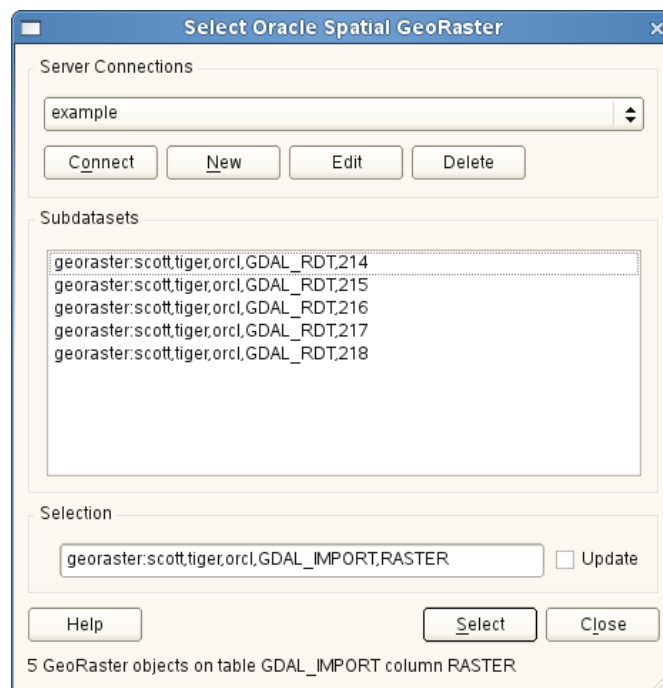 Select Oracle Spatial GeoRaster
Server Connections
example
Connect New Edit Delete
Subdatasets
georaster:scott,tiger,orcl,GDAL_RDT,214
georaster:scott,tiger,orcl,GDAL_RDT,215
georaster:scott,tiger,orcl,GDAL_RDT,216
georaster:scott,tiger,orcl,GDAL_RDT,217
georaster:scott,tiger,orcl,GDAL_RDT,218
Selection
georaster:scott,tiger,orcl,GDAL_IMPORT,RASTER Update
Help Select Close
5 GeoRaster objects on table GDAL_IMPORT column RASTER